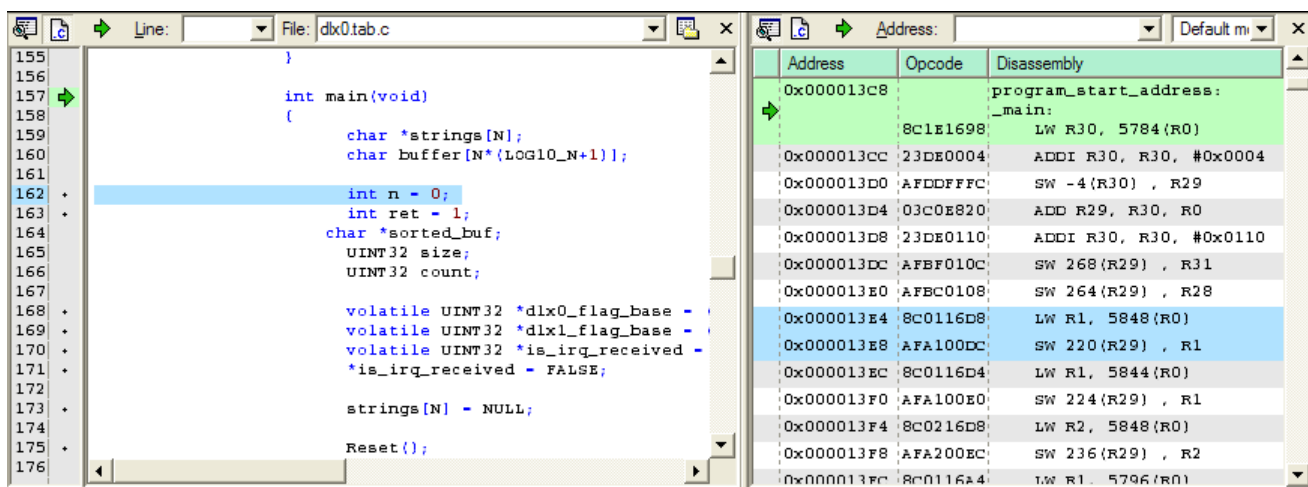 Line: File: dlx0.tab.c
155 }
156
157 int main(void)
158 {
159 char *strings[N];
160 char buffer[N*(LOG10_N+1)];
161
162 int n = 0;
163 int ret = 1;
164 char *sorted_buf;
165 UINT32 size;
166 UINT32 count;
167
168 volatile UINT32 *dlx0_flag_base =
169 volatile UINT32 *dlx1_flag_base =
170 volatile UINT32 *is_irq_received =
171 *is_irq_received = FALSE;
172
173 strings[N] = NULL;
174
175 Reset();
176
Address: Default m
Address Opcode Disassembly
0x000013C8 program_start_address:
_main:
8C1E1698 LW R30, 5784(R0)
0x000013CC 23DE0004 ADDI R30, R30, #0x0004
0x000013D0 AFDDFFFC SW -4(R30) , R29
0x000013D4 03C0E820 ADD R29, R30, R0
0x000013D8 23DE0110 ADDI R30, R30, #0x0110
0x000013DC AFBF010C SW 268(R29) , R31
0x000013E0 AFBC0108 SW 264(R29) , R28
0x000013E4 8C0116D8 LW R1, 5848(R0)
0x000013E8 AFA100DC SW 220(R29) , R1
0x000013EC 8C0116D4 LW R1, 5844(R0)
0x000013F0 AFA100E0 SW 224(R29) , R1
0x000013F4 8C0216D8 LW R2, 5848(R0)
0x000013F8 AFA200EC SW 236(R29) , R2
0x000013FC 8C0116A4 LW R1, 5796(R0)